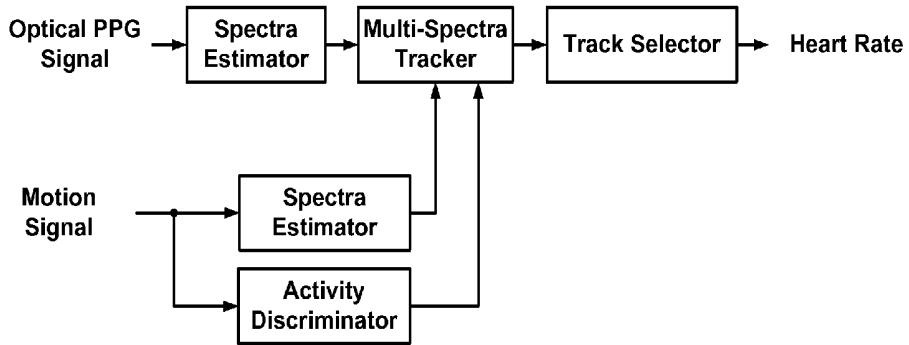 Optical PPG
Signal
Spectra
Estimator
Multi-Spectra
Tracker
Track Selector
Heart Rate
Motion
Signal
Spectra
Estimator
Activity
Discriminator